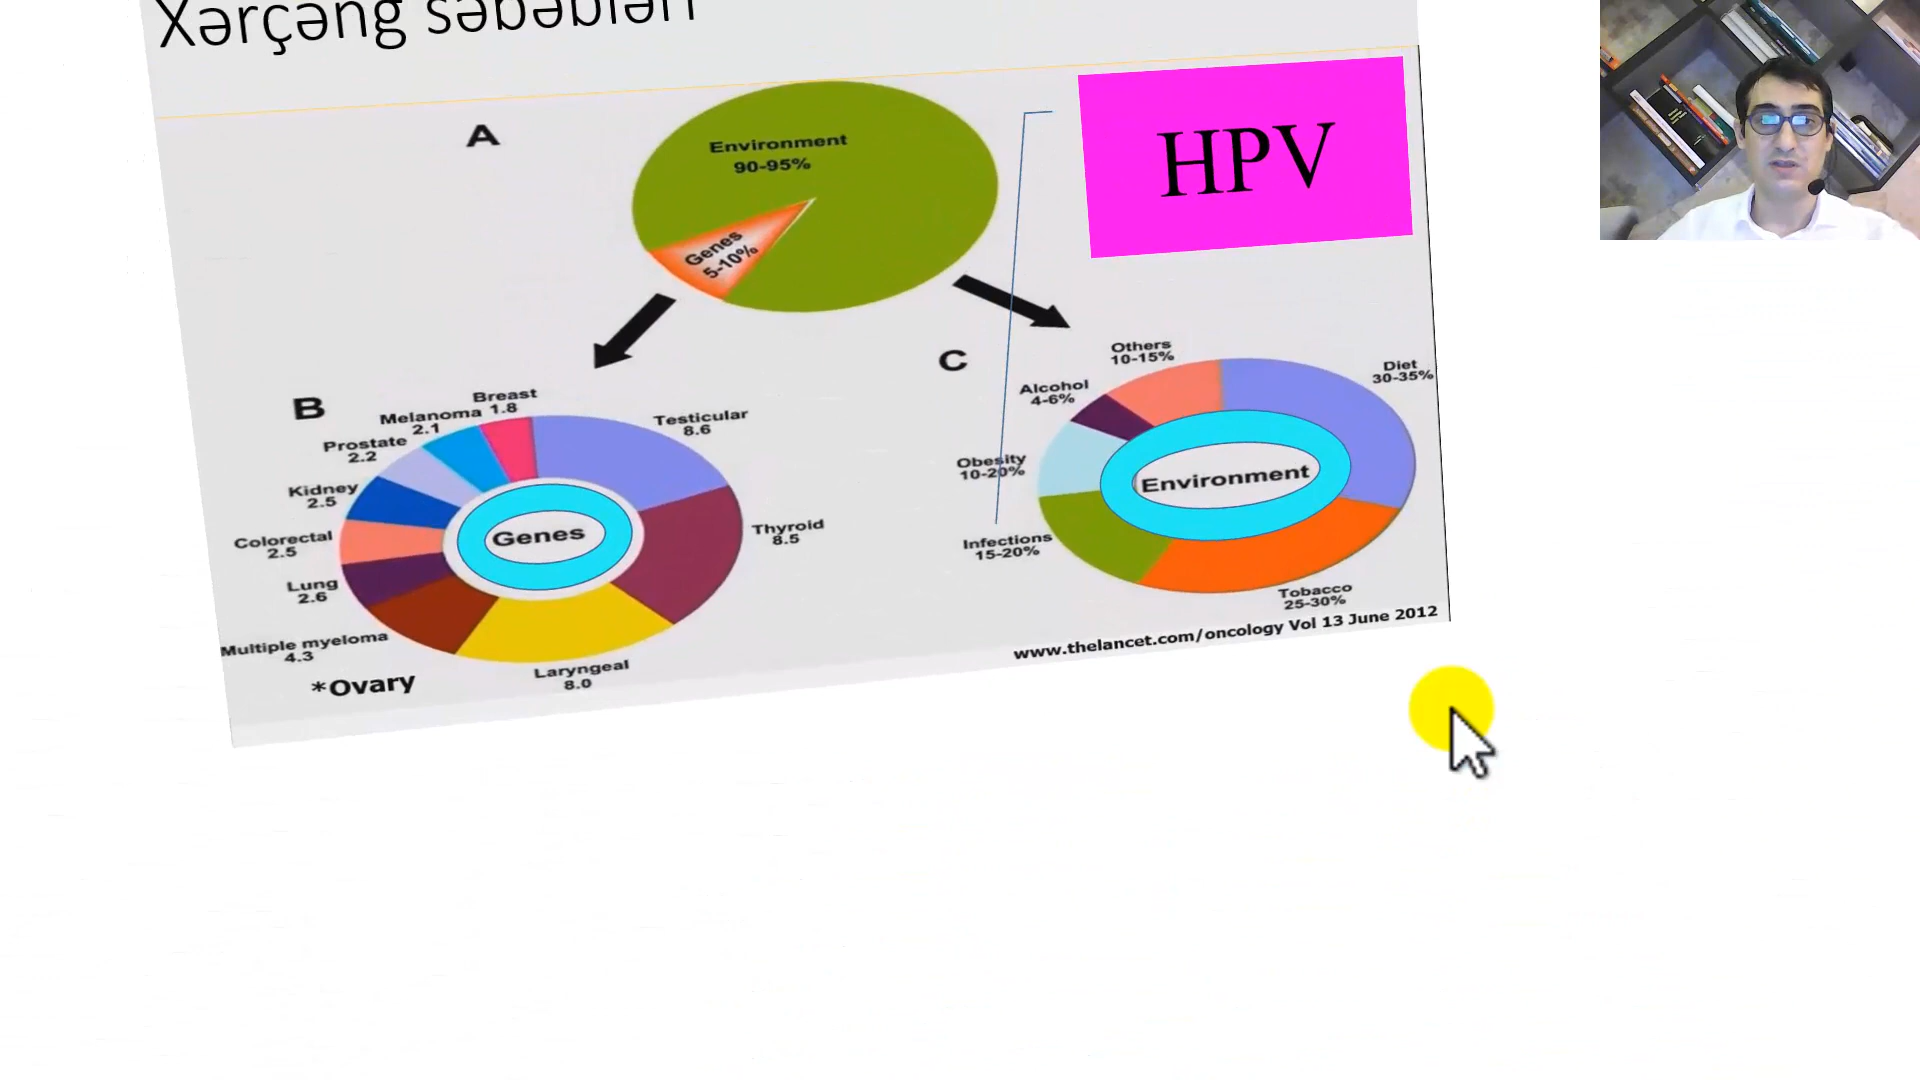 Xərçəng səbəbləri
A
Environment
90-95%
Genes
5-10%
HPV
B
Breast
1.8
Melanoma
2.1
Prostate
2.2
Kidney
2.5
Colorectal
2.5
Lung
2.6
Multiple myeloma
4.3
*Ovary
Testicular
8.6
Thyroid
8.5
Laryngeal
8.0
Genes
C
Others
10-15%
Alcohol
4-6%
Obesity
10-20%
Infections
15-20%
Diet
30-35%
Tobacco
25-30%
Environment
www.thelancet.com/oncology Vol 13 June 2012